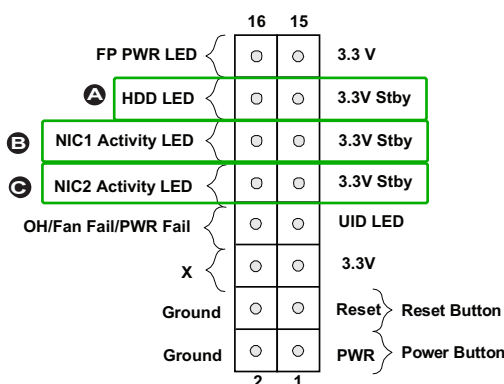 16 15
FP PWR LED 3.3 V
A HDD LED 3.3V Stby
B NIC1 Activity LED 3.3V Stby
C NIC2 Activity LED 3.3V Stby
OH/Fan Fail/PWR Fail UID LED
X 3.3V
Ground Reset Reset Button
Ground PWR Power Button
2 1